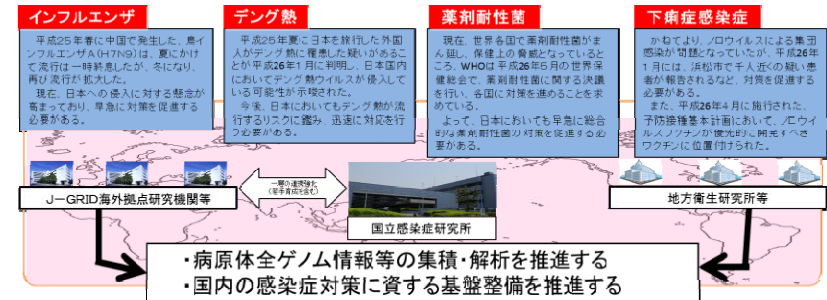 インフルエンザ
平成25年春に中国で発生した、鳥イ
ンフルエンザA(H7N9)は、夏にかけ
て流行は一時終息したが、冬になり、
再び流行が拡大した。
現在、日本への侵入に対する懸念が
高まっており、早急に対策を促進する
必要がある。
デング熱
平成25年夏に日本を旅行した外国
人がデング熱に罹患した疑いがあるこ
とが平成26年1月に判明し、日本国内
においてデング熱ウイルスが侵入して
いる可能性が示唆された。
今後、日本においてもデング熱が流
行するリスクに鑑み、迅速に対応を行
う必要がある。
薬剤耐性菌
現在、世界各国で薬剤耐性菌がま
ん延し、保健上の脅威となっているとこ
ろ、WHOは平成26年5月の世界保
健総会で、薬剤耐性菌に関する決議
を行い、各国に対策を進めることを求
めている。
よって、日本においても早急に総合
的な薬剤耐性菌の対策を促進する必
要がある。
下痢症感染症
かねてより、ノロウイルスによる集団
感染が問題となっていたが、平成26年
1月には、浜松市で千人近くの疑い患
者が報告されるなど、対策を促進する
必要がある。
また、平成26年4月に施行された、
予防接種基本計画において、ノロウイ
ルスワクチンが優先的に開発すべき
ワクチンに位置付けられた。
J-GRID海外拠点研究機関等
一層の連携強化
(若手育成を含む)
国立感染症研究所
地方衛生研究所等
・病原体全ゲノム情報等の集積・解析を推進する
・国内の感染症対策に資する基盤整備を推進する